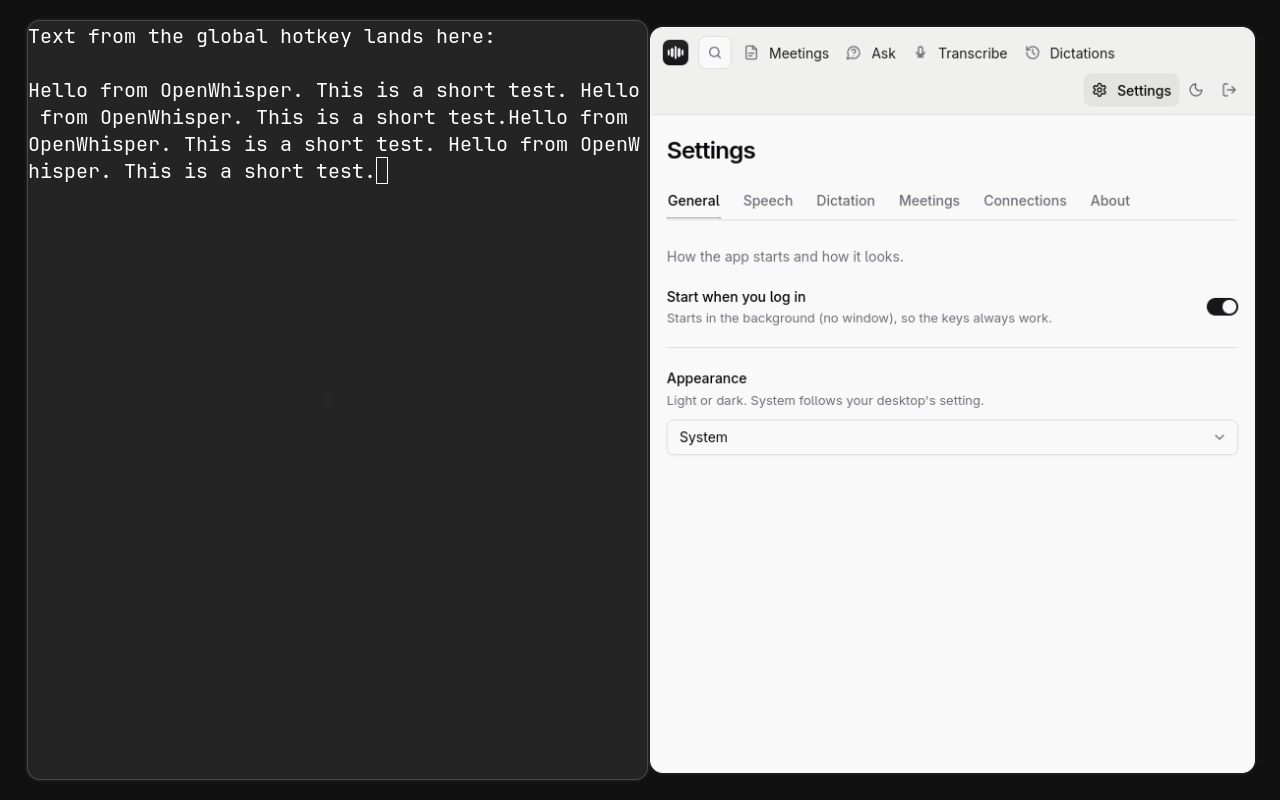 Text from the global hotkey lands here:
Hello from OpenWhisper. This is a short test. Hello
from OpenWhisper. This is a short test.Hello from
OpenWhisper. This is a short test. Hello from OpenW
hisper. This is a short test.
Meetings Ask Transcribe Dictations
Settings
Settings
General Speech Dictation Meetings Connections About
How the app starts and how it looks.
Start when you log in
Starts in the background (no window), so the keys always work.
Appearance
Light or dark. System follows your desktop's setting.
System